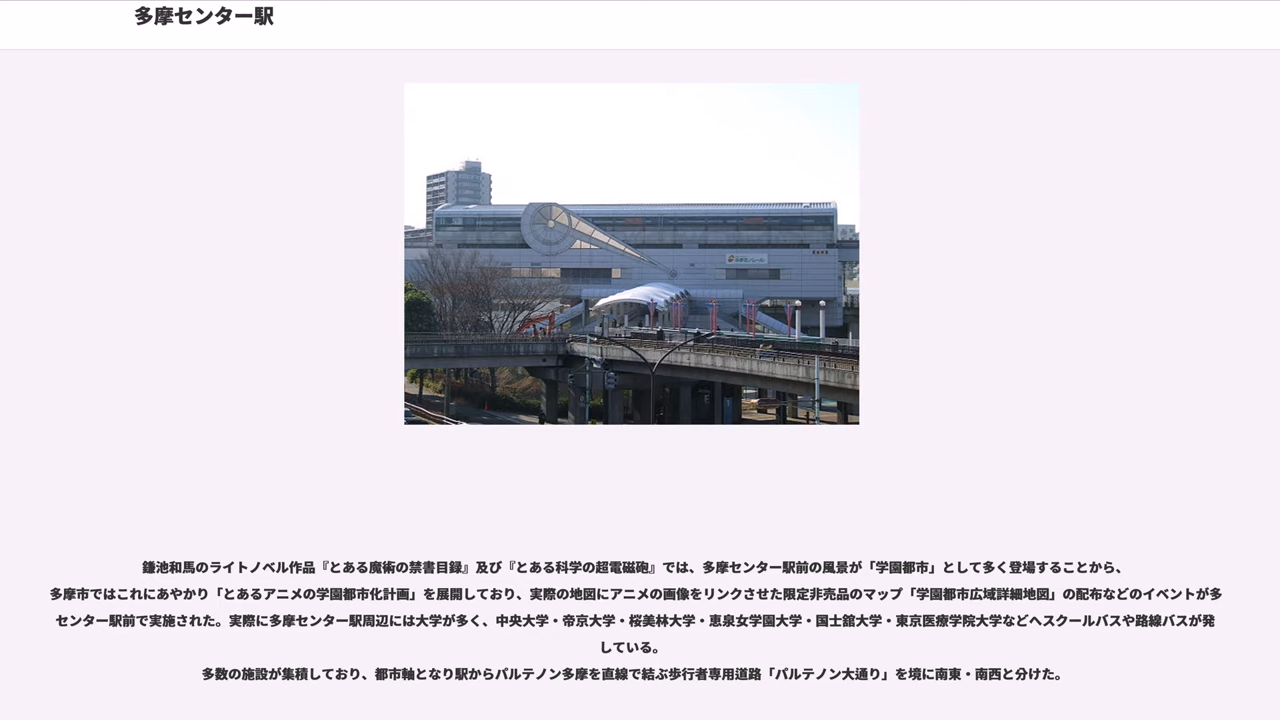 多摩センター駅
鎌池和馬のライトノベル作品『とある魔術の禁書目録』及び『とある科学の超電磁砲』では、多摩センター駅前の風景が「学園都市」として多く登場することから、
多摩市ではこれにあやかり「とあるアニメの学園都市化計画」を展開しており、実際の地図にアニメの画像をリンクさせた限定非売品のマップ「学園都市広域詳細地図」の配布などのイベントが多
センター駅前で実施された。実際に多摩センター駅周辺には大学が多く、中央大学・帝京大学・桜美林大学・恵泉女学園大学・国士舘大学・東京医療学院大学などへスクールバスや路線バスが発
している。
多数の施設が集積しており、都市軸となり駅からパルテノン多摩を直線で結ぶ歩行者専用道路「パルテノン大通り」を境に南東・南西と分けた。